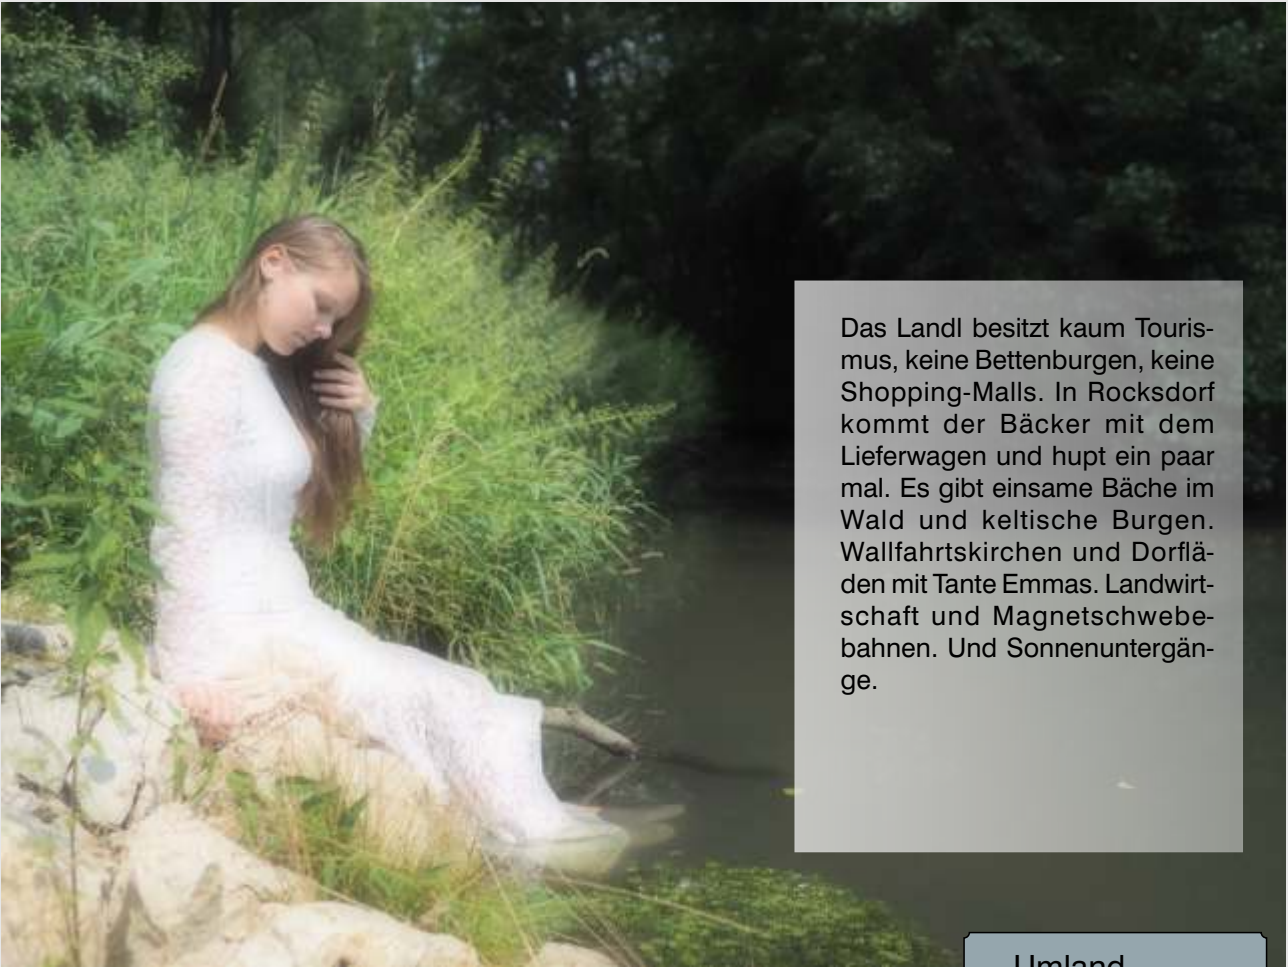 Das Landl besitzt kaum Touris-
mus, keine Bettenburgen, keine
Shopping-Malls. In Rocksdorf
kommt der Bäcker mit dem
Lieferwagen und hupt ein paar
mal. Es gibt einsame Bäche im
Wald und keltische Burgen.
Wallfahrtskirchen und Dorflä-
den mit Tante Emmas. Landwirt-
schaft und Magnetschwebe-
bahnen. Und Sonnenuntergän-
ge.
Umland